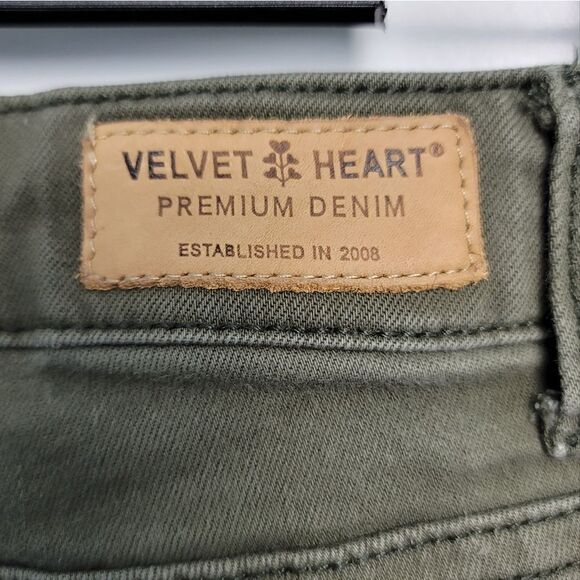 VELVET HEART®
PREMIUM DENIM
ESTABLISHED IN 2008